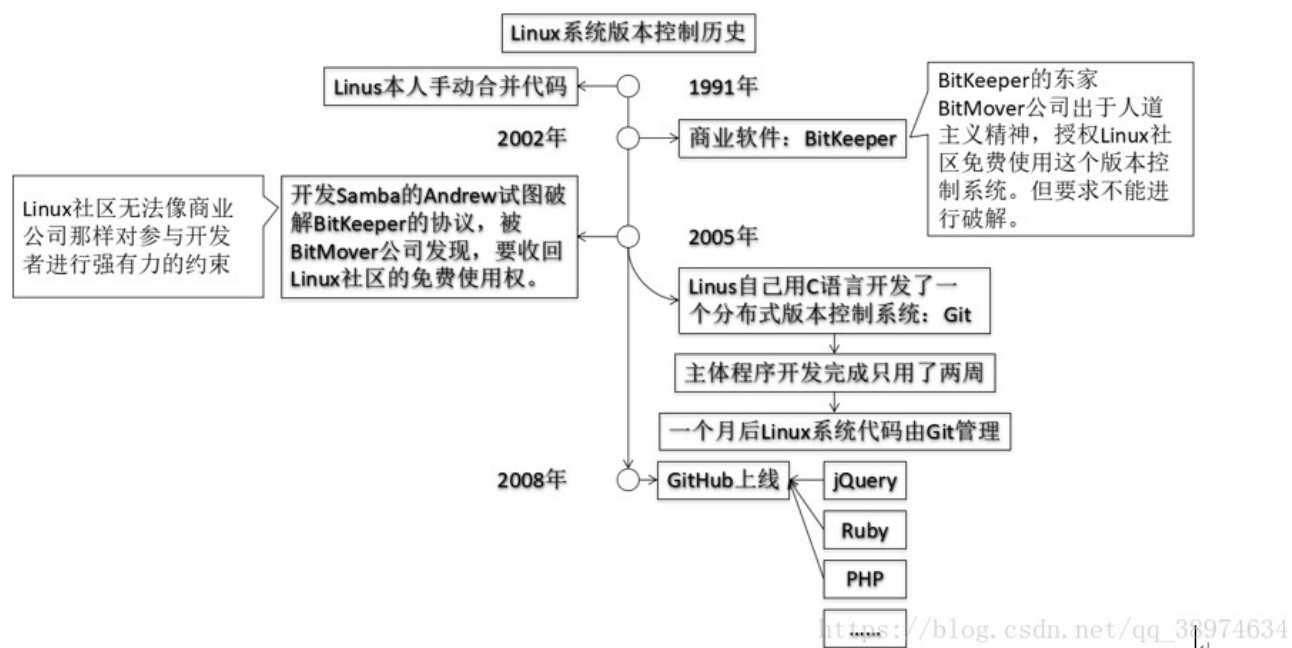 Linux系统版本控制历史
Linus本人手动合并代码
1991年
BitKeeper的东家
BitMover公司出于人道
主义精神，授权Linux社
区免费使用这个版本控
制系统。但要求不能进
行破解。
2002年
商业软件：BitKeeper
Linux社区无法像商业
公司那样对参与开发
者进行强有力的约束
开发Samba的Andrew试图破
解BitKeeper的协议，被
BitMover公司发现，要收回
Linux社区的免费使用权。
2005年
Linus自己用C语言开发了一
个分布式版本控制系统：Git
主体程序开发完成只用了两周
一个月后Linux系统代码由Git管理
2008年
GitHub上线
jQuery
Ruby
PHP
……
https://blog.csdn.net/qq_38974634